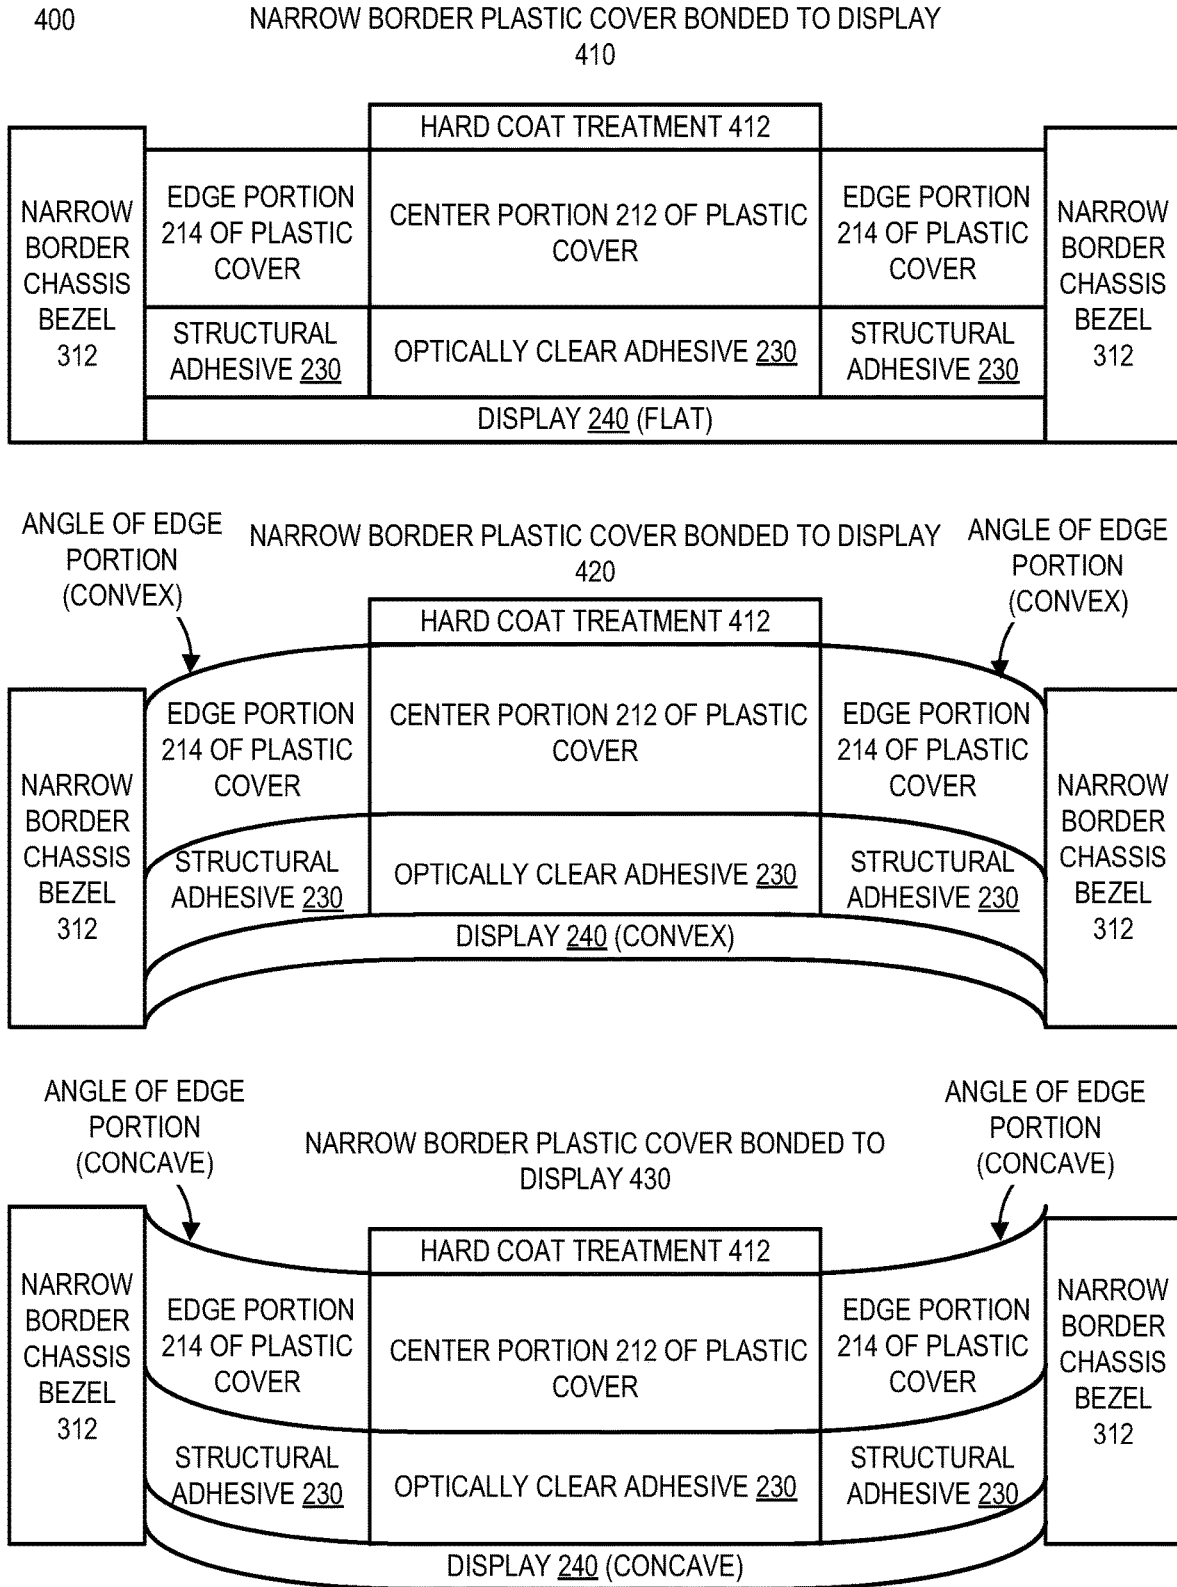 400
NARROW BORDER PLASTIC COVER BONDED TO DISPLAY
410
HARD COAT TREATMENT 412
NARROW
BORDER
CHASSIS
BEZEL
312
EDGE PORTION
214 OF PLASTIC
COVER
CENTER PORTION 212 OF PLASTIC
COVER
EDGE PORTION
214 OF PLASTIC
COVER
NARROW
BORDER
CHASSIS
BEZEL
312
STRUCTURAL
ADHESIVE 230
OPTICALLY CLEAR ADHESIVE 230
STRUCTURAL
ADHESIVE 230
DISPLAY 240 (FLAT)
ANGLE OF EDGE
PORTION
(CONVEX)
NARROW BORDER PLASTIC COVER BONDED TO DISPLAY
420
ANGLE OF EDGE
PORTION
(CONVEX)
HARD COAT TREATMENT 412
NARROW
BORDER
CHASSIS
BEZEL
312
EDGE PORTION
214 OF PLASTIC
COVER
CENTER PORTION 212 OF PLASTIC
COVER
EDGE PORTION
214 OF PLASTIC
COVER
NARROW
BORDER
CHASSIS
BEZEL
312
STRUCTURAL
ADHESIVE 230
OPTICALLY CLEAR ADHESIVE 230
STRUCTURAL
ADHESIVE 230
DISPLAY 240 (CONVEX)
ANGLE OF EDGE
PORTION
(CONCAVE)
NARROW BORDER PLASTIC COVER BONDED TO
DISPLAY 430
ANGLE OF EDGE
PORTION
(CONCAVE)
HARD COAT TREATMENT 412
NARROW
BORDER
CHASSIS
BEZEL
312
EDGE PORTION
214 OF PLASTIC
COVER
CENTER PORTION 212 OF PLASTIC
COVER
EDGE PORTION
214 OF PLASTIC
COVER
NARROW
BORDER
CHASSIS
BEZEL
312
STRUCTURAL
ADHESIVE 230
OPTICALLY CLEAR ADHESIVE 230
STRUCTURAL
ADHESIVE 230
DISPLAY 240 (CONCAVE)